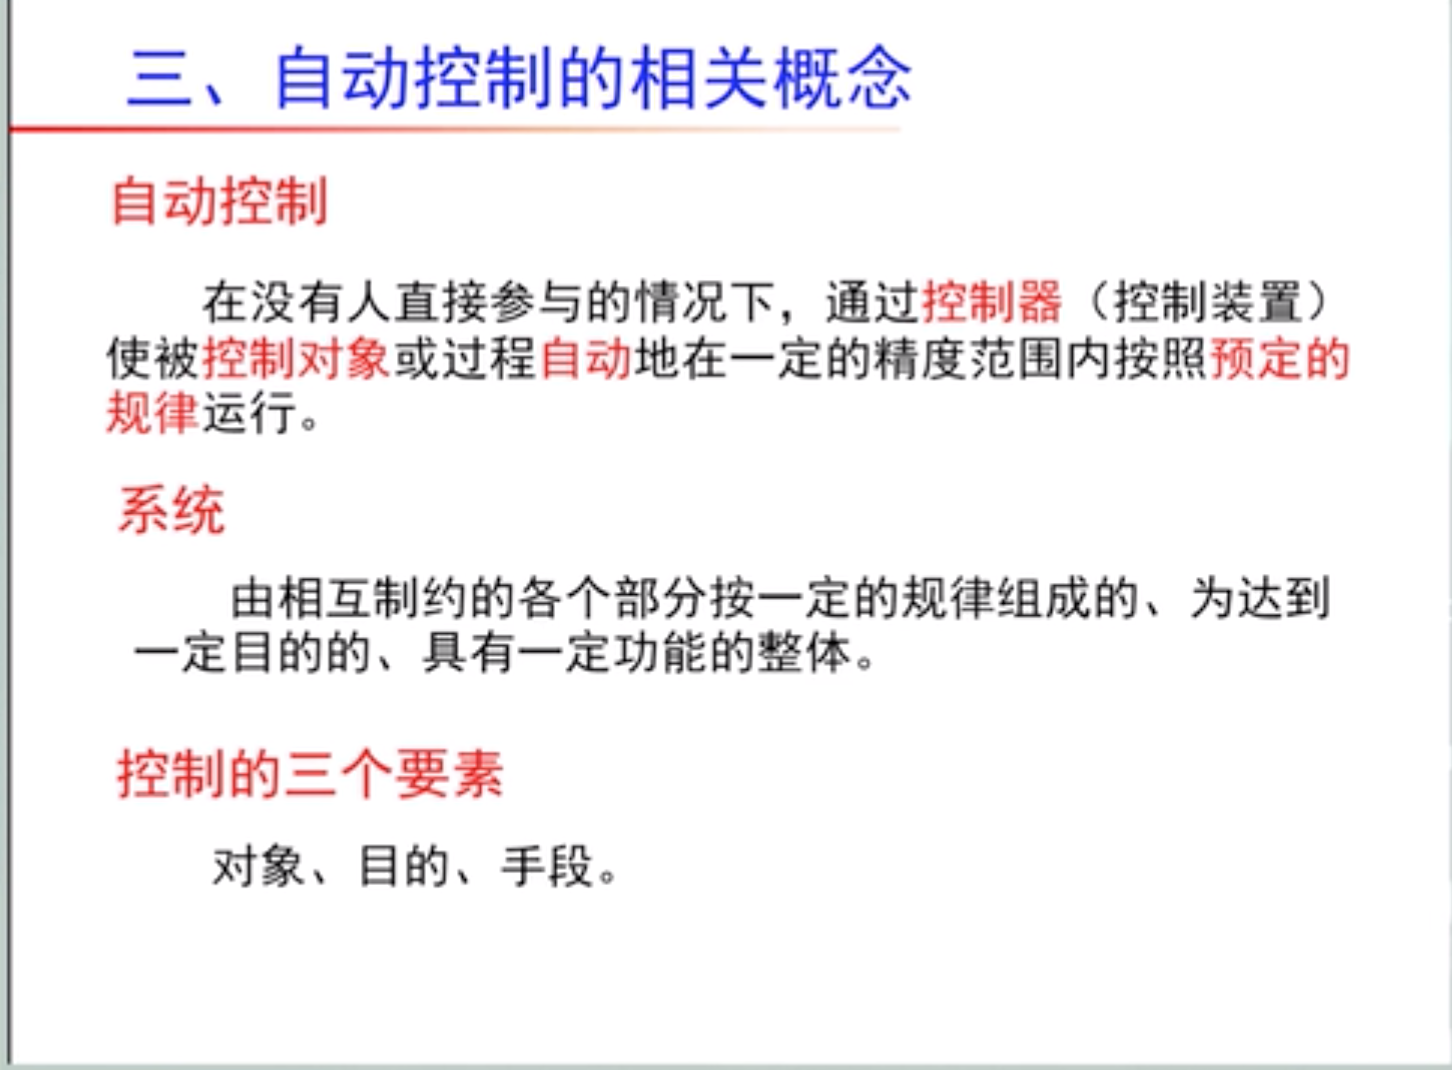 三、自动控制的相关概念
自动控制
在没有人直接参与的情况下，通过控制器（控制装置）
使被控制对象或过程自动地在一定的精度范围内按照预定的
规律运行。
系统
由相互制约的各个部分按一定的规律组成的、为达到
一定目的的、具有一定功能的整体。
控制的三个要素
对象、目的、手段。